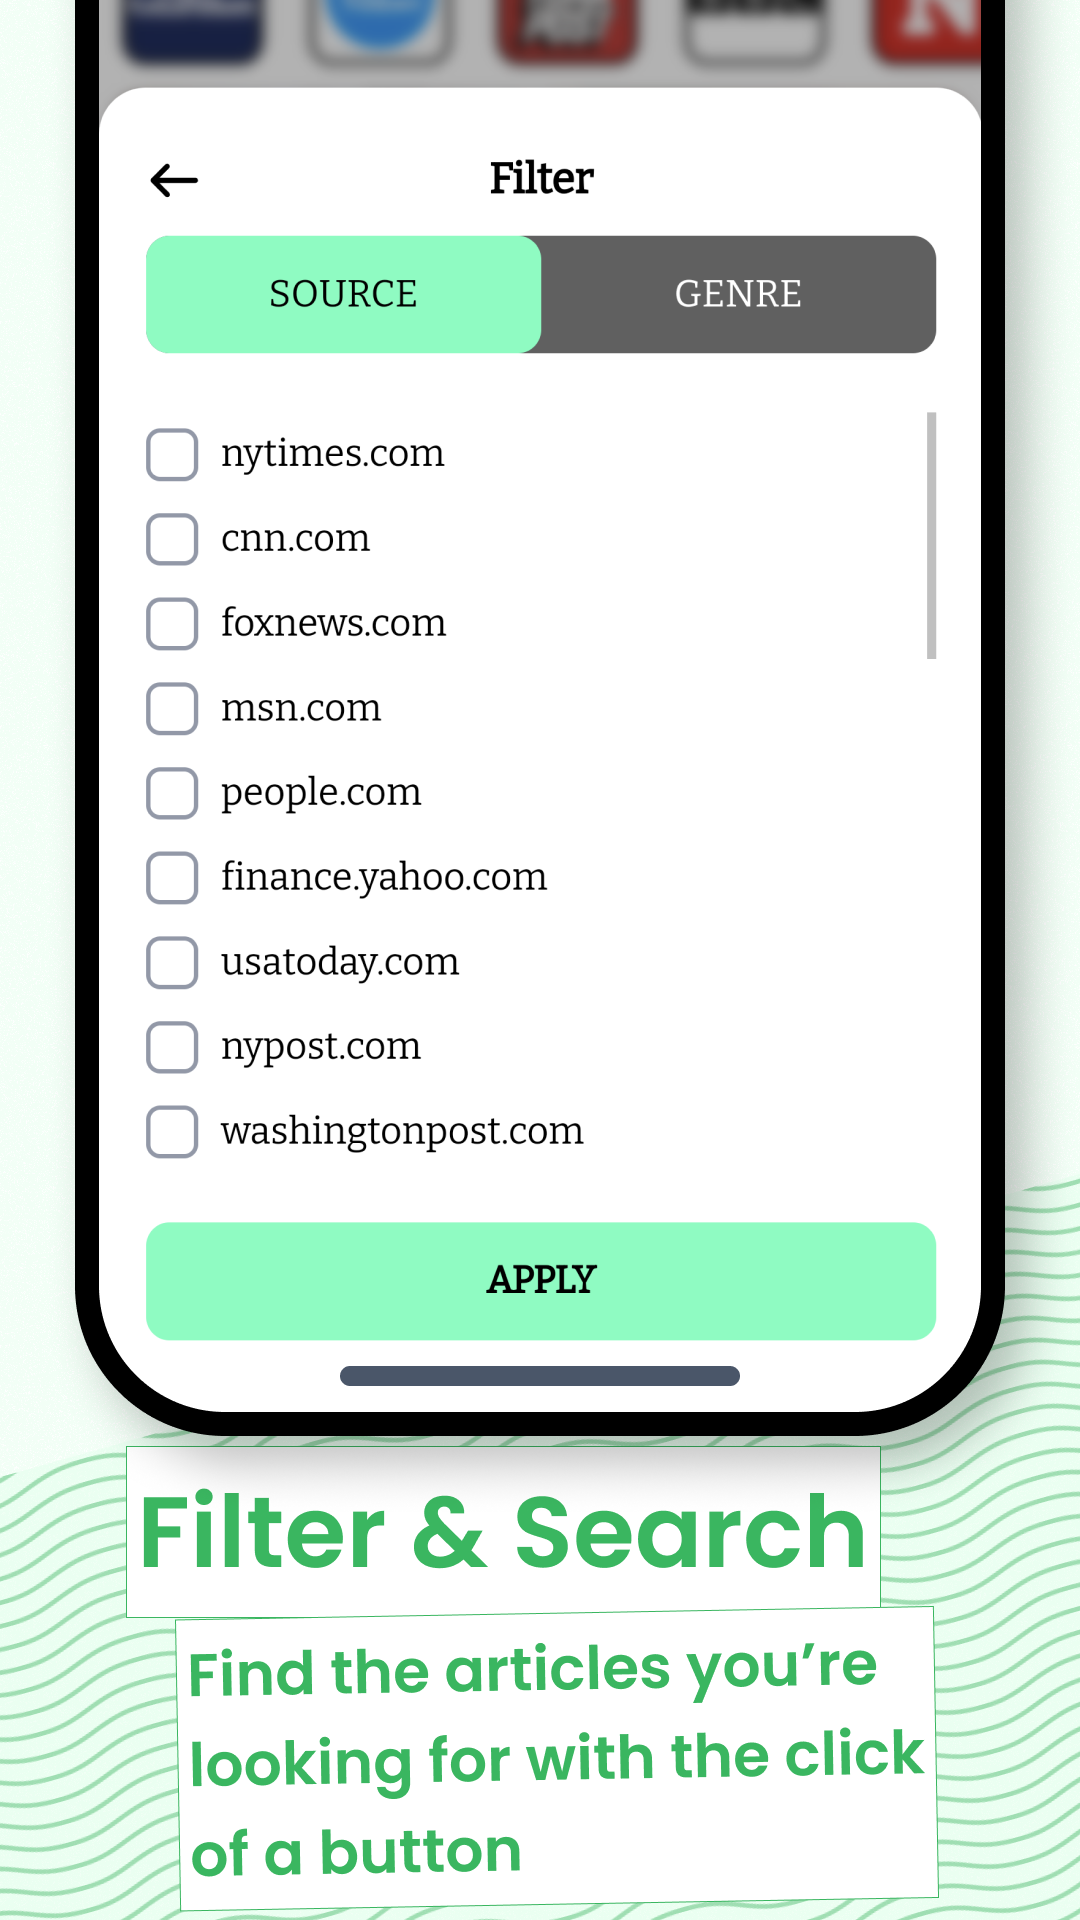 Filter
SOURCE
GENRE
nytimes.com
cnn.com
foxnews.com
msn.com
people.com
finance.yahoo.com
usatoday.com
nypost.com
washingtonpost.com
APPLY
Filter & Search
Find the articles you’re
looking for with the click
of a button